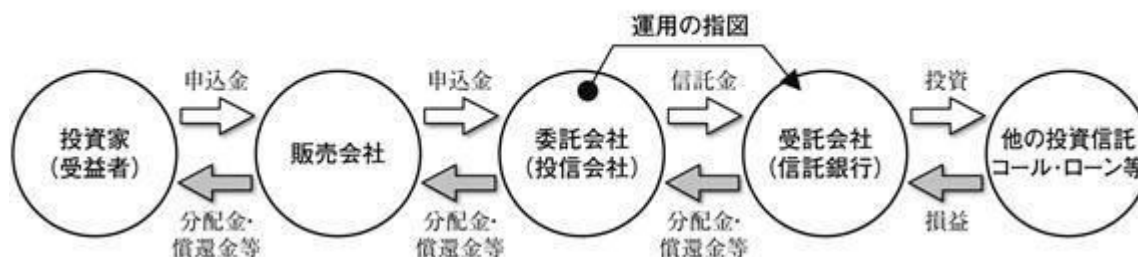 運用の指図
申込金
申込金
信託金
投資
投資家
(受益者)
販売会社
委託会社
(投信会社)
受託会社
(信託銀行)
他の投資信託
コール・ローン等
分配金・
償還金等
分配金・
償還金等
分配金・
償還金等
損益